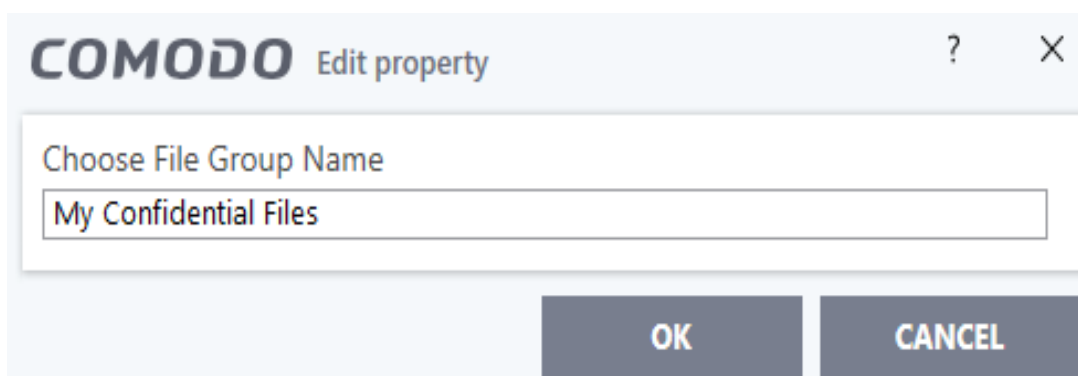 COMODO Edit property ? X
Choose File Group Name
My Confidential Files
OK CANCEL